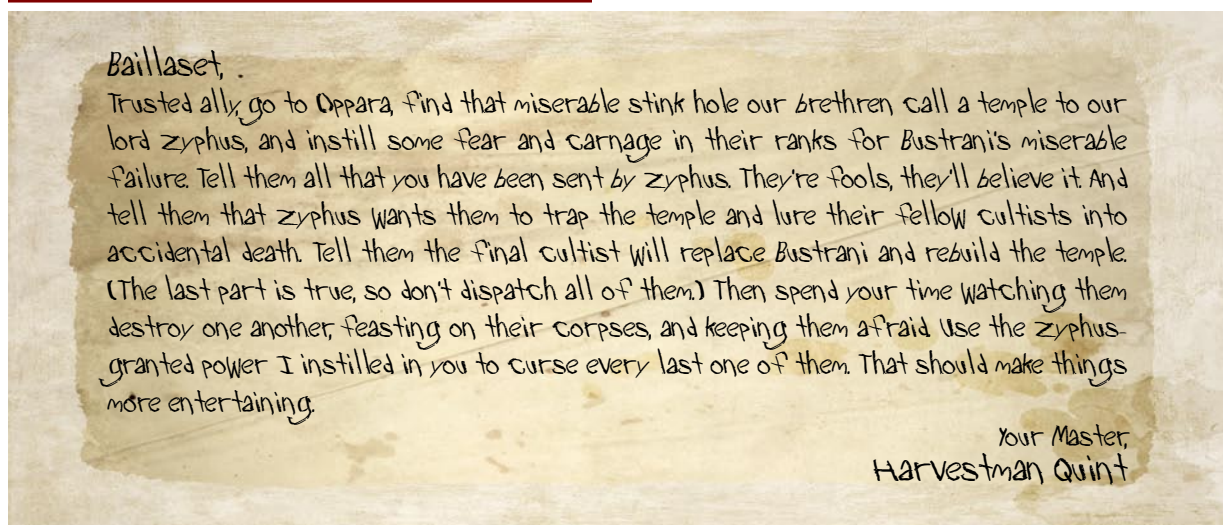 Baillaset,
Trusted ally, go to Oppara, find that miserable stink hole our brethren call a temple to our
lord Zyphus, and instill some fear and carnage in their ranks for Bustrani's miserable
failure. Tell them all that you have been sent by Zyphus. They're fools, they'll believe it. And
tell them that Zyphus wants them to trap the temple and lure their fellow cultists into
accidental death. Tell them the final cultist will replace Bustrani and rebuild the temple.
(The last part is true, so don't dispatch all of them.) Then spend your time watching them
destroy one another, feasting on their corpses, and keeping them afraid. Use the Zyphus-
granted power I instilled in you to curse every last one of them. That should make things
more entertaining.
Your Master,
Harvestman Quint